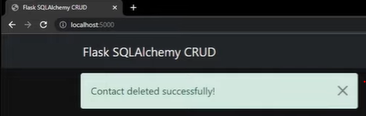 Flask SQLAlchemy CRUD
localhost:5000
Flask SQLAlchemy CRUD
Contact deleted successfully!